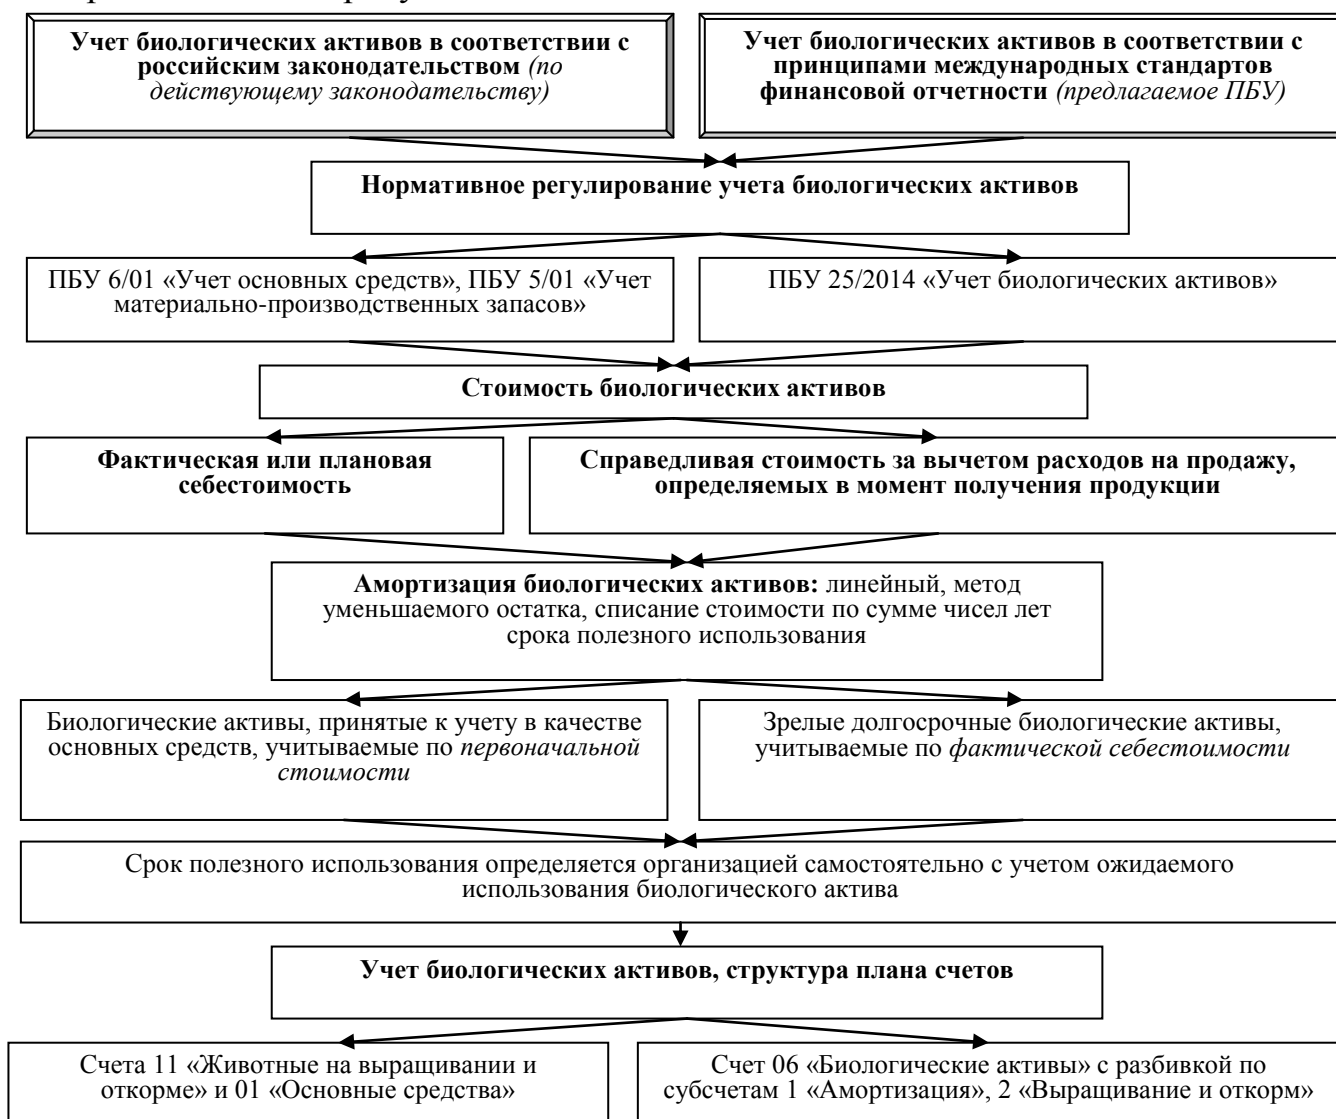 Учет биологических активов в соответствии с
российским законодательством (по
действующему законодательству)
Учет биологических активов в соответствии с
принципами международных стандартов
финансовой отчетности (предлагаемое ПБУ)
Нормативное регулирование учета биологических активов
ПБУ 6/01 «Учет основных средств», ПБУ 5/01 «Учет
материально-производственных запасов»
ПБУ 25/2014 «Учет биологических активов»
Стоимость биологических активов
Фактическая или плановая
себестоимость
Справедливая стоимость за вычетом расходов на продажу,
определяемых в момент получения продукции
Амортизация биологических активов: линейный, метод
уменьшаемого остатка, списание стоимости по сумме чисел лет
срока полезного использования
Биологические активы, принятые к учету в качестве
основных средств, учитываемые по первоначальной
стоимости
Зрелые долгосрочные биологические активы,
учитываемые по фактической себестоимости
Срок полезного использования определяется организацией самостоятельно с учетом ожидаемого
использования биологического актива
Учет биологических активов, структура плана счетов
Счета 11 «Животные на выращивании и
откорме» и 01 «Основные средства»
Счет 06 «Биологические активы» с разбивкой по
субсчетам 1 «Амортизация», 2 «Выращивание и откорм»